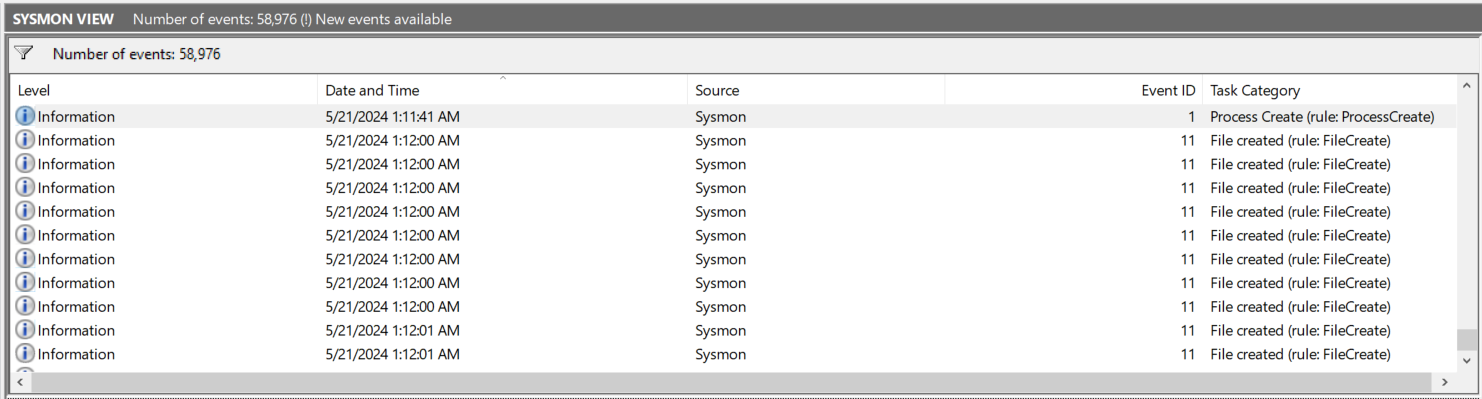 SYSMON VIEW Number of events: 58,976 (!) New events available
Number of events: 58,976
Level Date and Time Source Event ID Task Category
Information 5/21/2024 1:11:41 AM Sysmon 1 Process Create (rule: ProcessCreate)
Information 5/21/2024 1:12:00 AM Sysmon 11 File created (rule: FileCreate)
Information 5/21/2024 1:12:00 AM Sysmon 11 File created (rule: FileCreate)
Information 5/21/2024 1:12:00 AM Sysmon 11 File created (rule: FileCreate)
Information 5/21/2024 1:12:00 AM Sysmon 11 File created (rule: FileCreate)
Information 5/21/2024 1:12:00 AM Sysmon 11 File created (rule: FileCreate)
Information 5/21/2024 1:12:00 AM Sysmon 11 File created (rule: FileCreate)
Information 5/21/2024 1:12:00 AM Sysmon 11 File created (rule: FileCreate)
Information 5/21/2024 1:12:00 AM Sysmon 11 File created (rule: FileCreate)
Information 5/21/2024 1:12:01 AM Sysmon 11 File created (rule: FileCreate)
Information 5/21/2024 1:12:01 AM Sysmon 11 File created (rule: FileCreate)